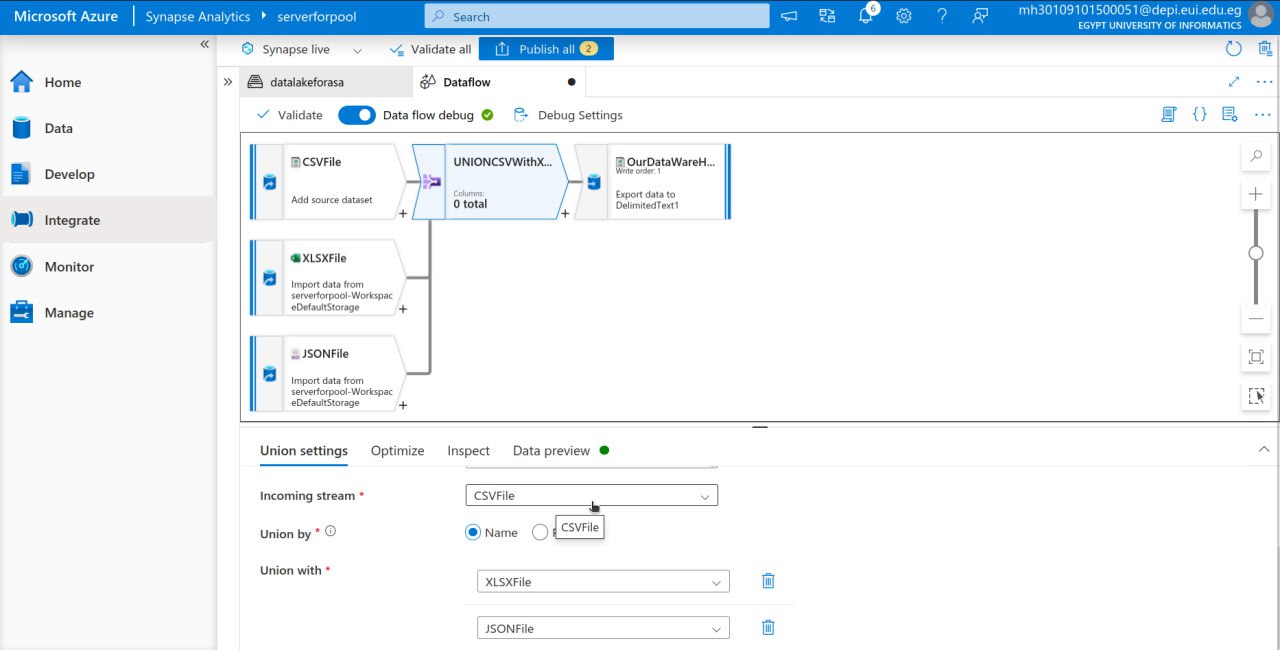 Microsoft Azure
Synapse Analytics
serverforpool
Search
6
mh30109101500051@depi.eui.edu.eg
EGYPT UNIVERSITY OF INFORMATICS
Home
Data
Develop
Integrate
Monitor
Manage
Synapse live
Validate all
Publish all 2
datalakeforasa
Dataflow
Validate
Data flow debug
Debug Settings
CSVFile
Add source dataset
UNIONCSVWithX...
Columns:
0 total
OurDataWareH...
Write order: 1
Export data to
DelimitedText1
XLSXFile
Import data from
serverforpool-Workspac
eDefaultStorage
JSONFile
Import data from
serverforpool-Workspac
eDefaultStorage
Union settings
Optimize
Inspect
Data preview
Incoming stream *
CSVFile
CSVFile
Union by *
Name
Union with *
XLSXFile
JSONFile